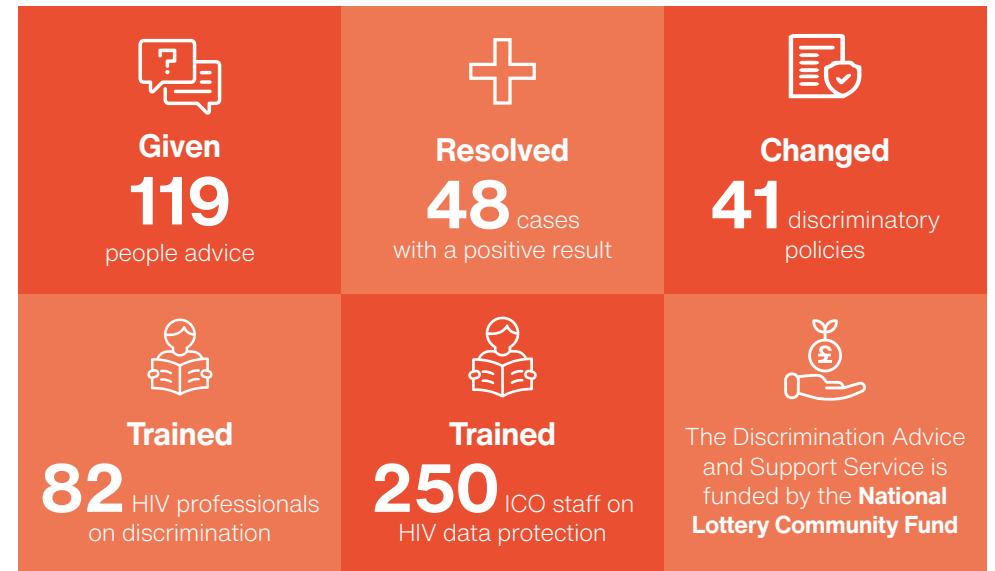 ?
Given
119
people advice
Resolved
48 cases
with a positive result
Changed
41 discriminatory
policies
Trained
82 HIV professionals
on discrimination
Trained
250 ICO staff on
HIV data protection
£
The Discrimination Advice
and Support Service is
funded by the National
Lottery Community Fund